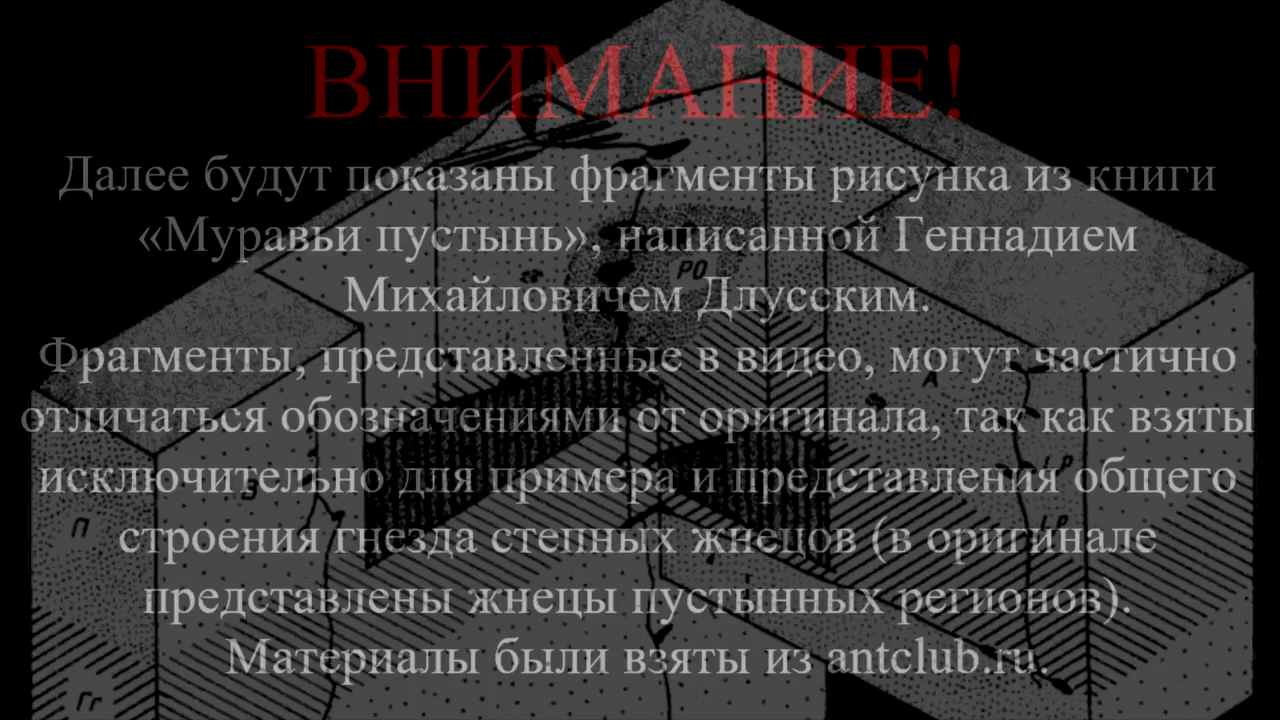 ВНИМАНИЕ!
Далее будут показаны фрагменты рисунка из книги
«Муравьи пустынь», написанной Геннадием
Михайловичем Длусским.
Фрагменты, представленные в видео, могут частично
отличаться обозначениями от оригинала, так как взяты
исключительно для примера и представления общего
строения гнезда степных жнецов (в оригинале
представлены жнецы пустынных регионов).
Материалы были взяты из antclub.ru.
РО
А
В
П
Гг